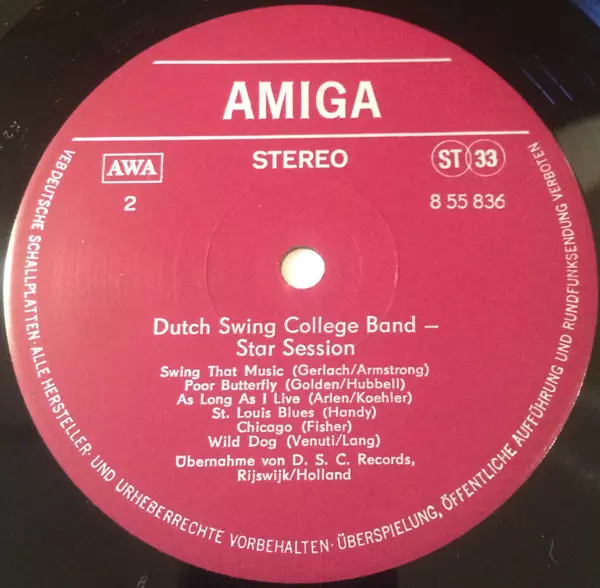 AMIGA
AWA
STEREO
ST 33
2
8 55 836
Dutch Swing College Band –
Star Session
Swing That Music (Gerlach/Armstrong)
Poor Butterfly (Golden/Hubbell)
As Long As I Live (Arlen/Koehler)
St. Louis Blues (Handy)
Chicago (Fisher)
Wild Dog (Venuti/Lang)
Übernahme von D. S. C. Records,
Rijswijk/Holland
VEB DEUTSCHE SCHALLPLATTEN · ALLE HERSTELLER- UND URHEBERRECHTE VORBEHALTEN · ÜBERSPIELUNG, ÖFFENTLICHE AUFFÜHRUNG UND RUNDFUNKSENDUNG VERBOTEN